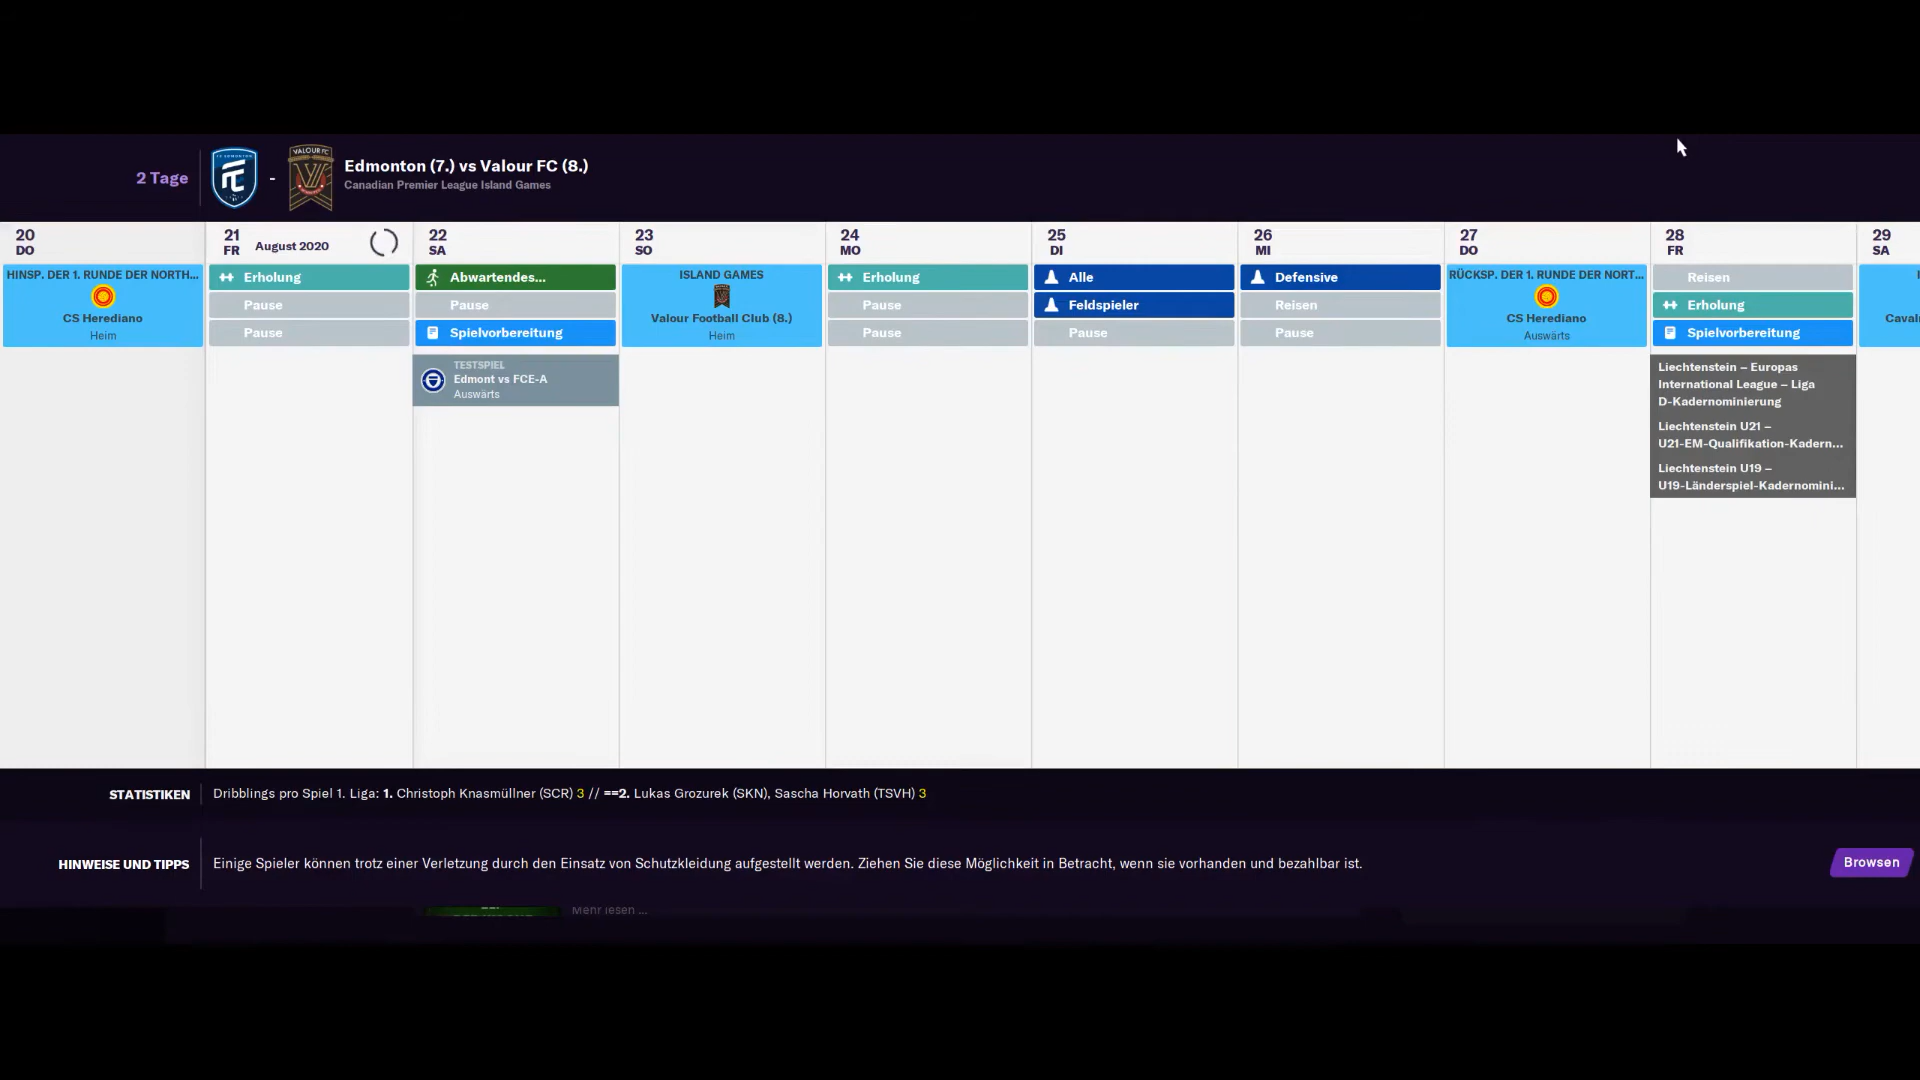 2 Tage
Edmonton (7.) vs Valour FC (8.)
Canadian Premier League Island Games
VALOUR FC
20
DO
HINSP. DER 1. RUNDE DER NORTH...
CS Herediano
Heim
21
FR
August 2020
Erholung
Pause
Pause
22
SA
Abwartendes...
Pause
Spielvorbereitung
TESTSPIEL
Edmont vs FCE-A
Auswärts
23
SO
ISLAND GAMES
Valour Football Club (8.)
Heim
24
MO
Erholung
Pause
Pause
25
DI
Alle
Feldspieler
Pause
26
MI
Defensive
Reisen
Pause
27
DO
RÜCKSP. DER 1. RUNDE DER NORT...
CS Herediano
Auswärts
28
FR
Reisen
Erholung
Spielvorbereitung
Liechtenstein – Europas
International League – Liga
D-Kadernominierung
Liechtenstein U21 –
U21-EM-Qualifikation-Kadern...
Liechtenstein U19 –
U19-Länderspiel-Kadernomini...
29
SA
STATISTIKEN
Dribblings pro Spiel 1. Liga: 1. Christoph Knasmüllner (SCR) 3 // ==2. Lukas Grozurek (SKN), Sascha Horvath (TSVH) 3
HINWEISE UND TIPPS
Einige Spieler können trotz einer Verletzung durch den Einsatz von Schutzkleidung aufgestellt werden. Ziehen Sie diese Möglichkeit in Betracht, wenn sie vorhanden und bezahlbar ist.
Browsen
Mehr lesen ...